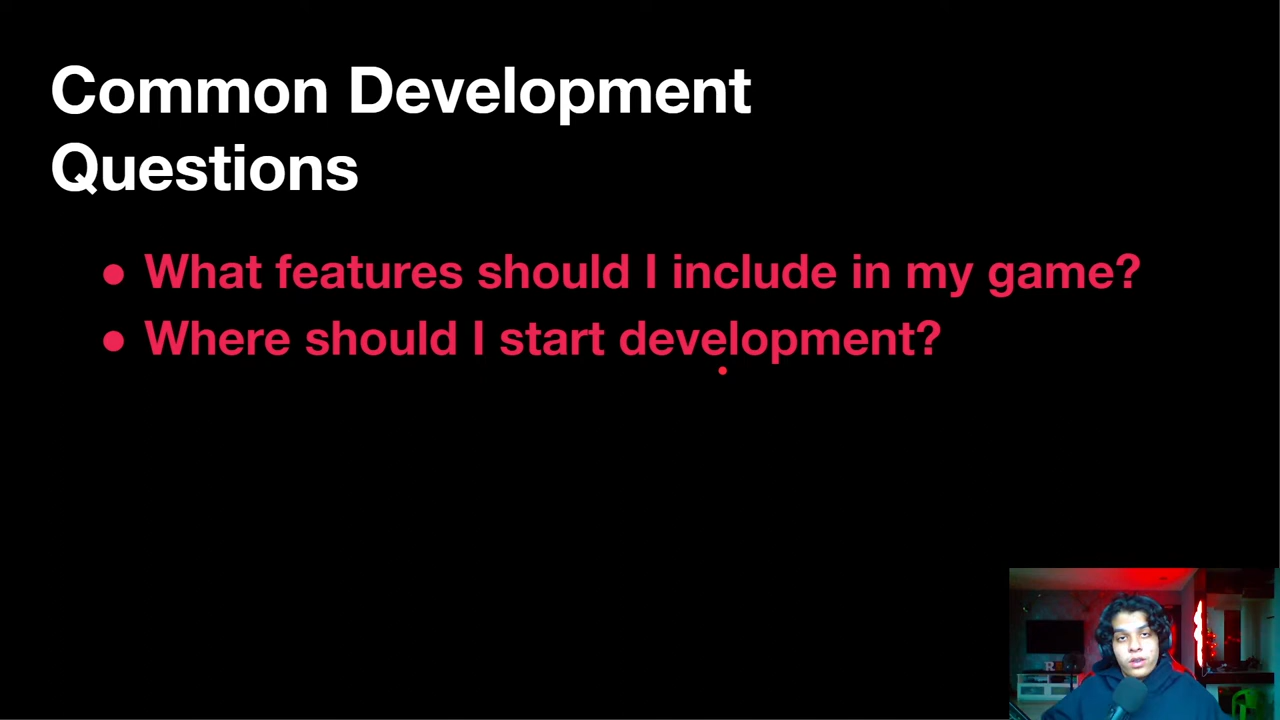 Common Development
Questions
● What features should I include in my game?
● Where should I start development?